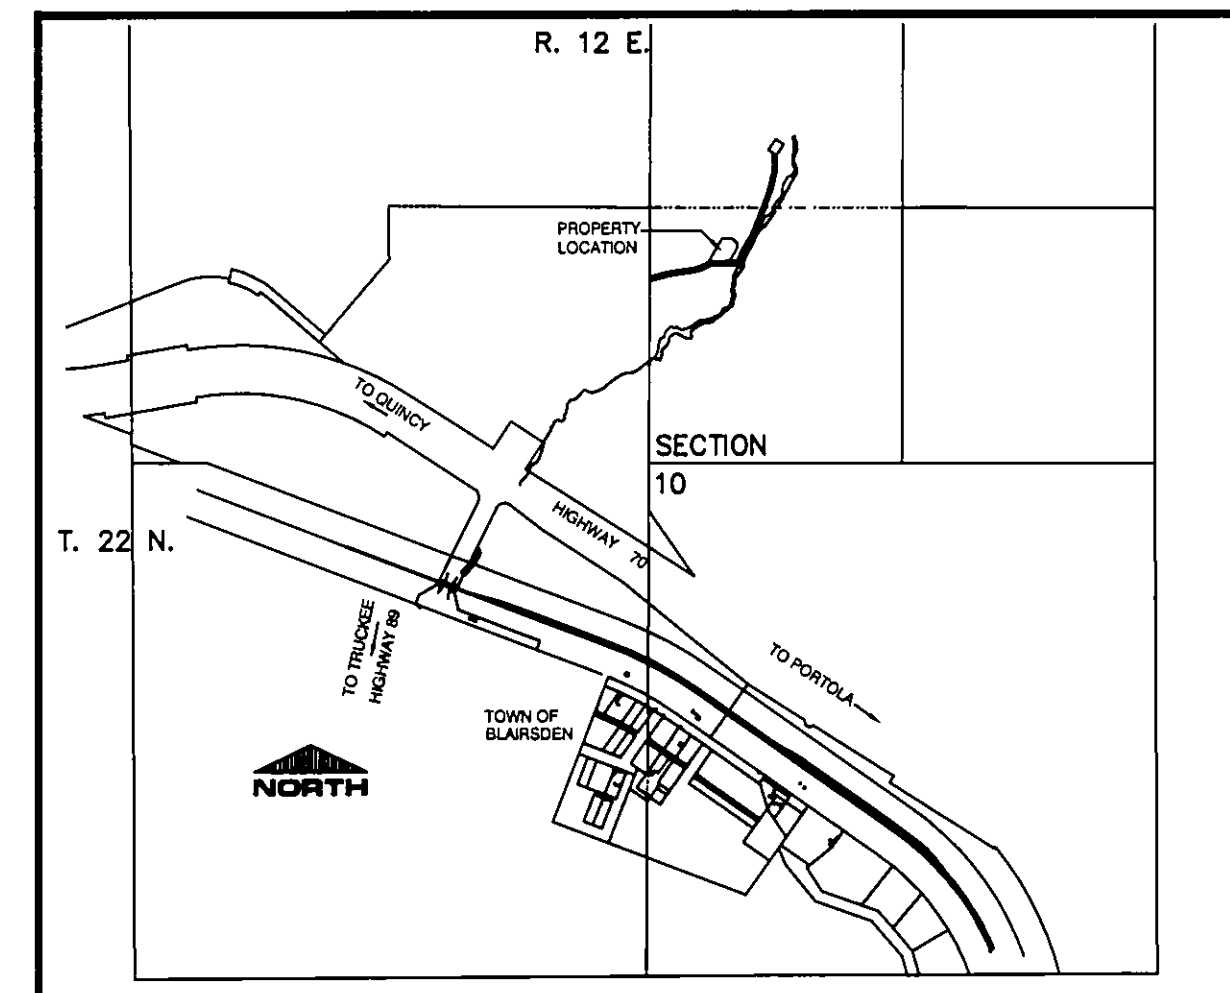 R. 12 E.
PROPERTY
LOCATION
TO QUINCY
SECTION
10
HIGHWAY 70
T. 22 N.
TO TRUCKEE
HIGHWAY 89
TO PORTOLA
TOWN OF
BLAIRSDEN
NORTH